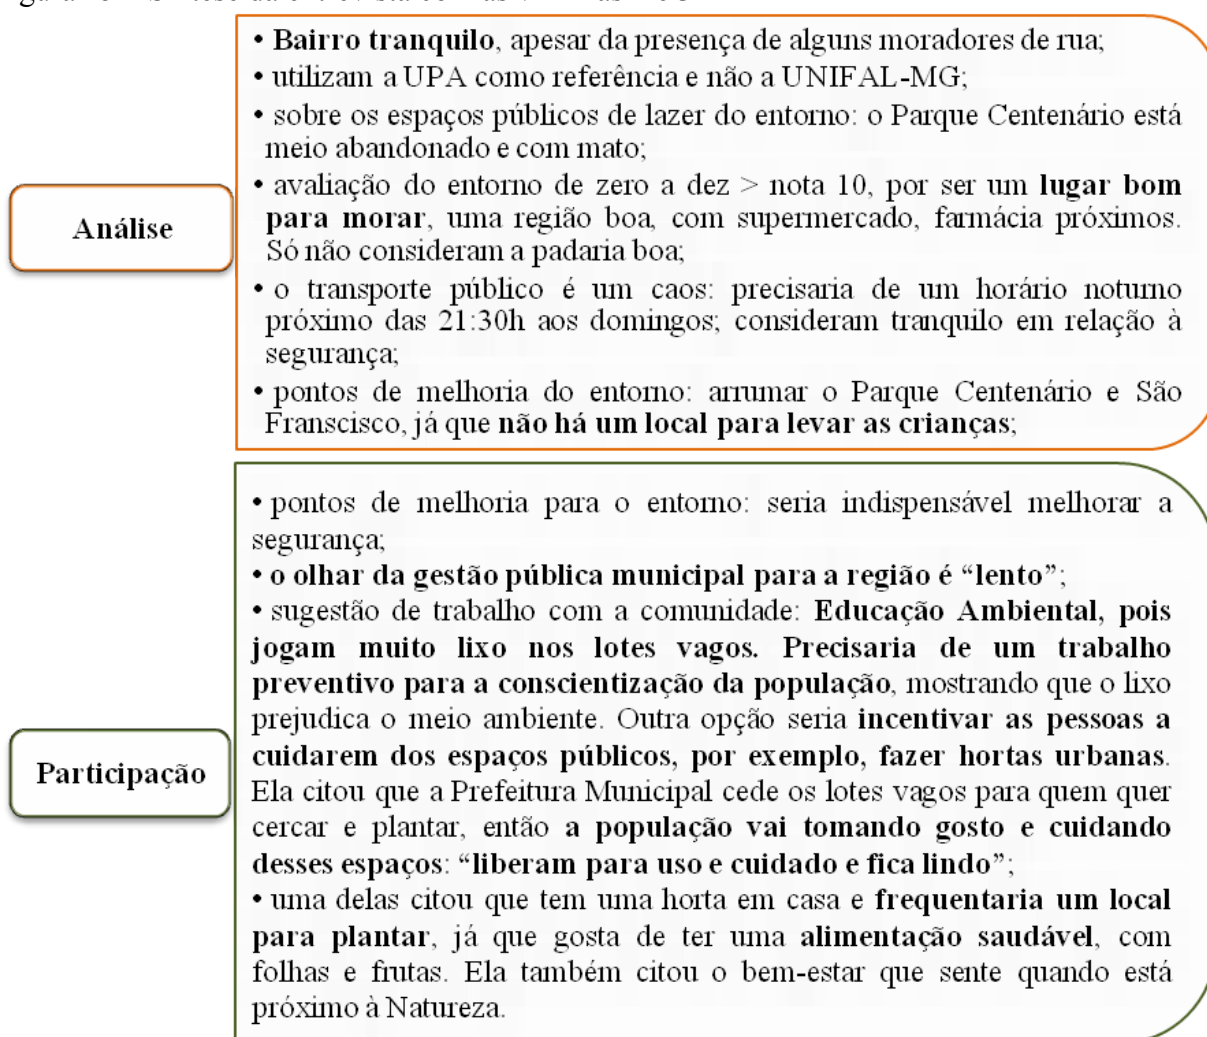 • Bairro tranquilo, apesar da presença de alguns moradores de rua;
• utilizam a UPA como referência e não a UNIFAL-MG;
• sobre os espaços públicos de lazer do entorno: o Parque Centenário está
meio abandonado e com mato;
• avaliação do entorno de zero a dez > nota 10, por ser um lugar bom
para morar, uma região boa, com supermercado, farmácia próximos.
Só não consideram a padaria boa;
• o transporte público é um caos: precisaria de um horário noturno
próximo das 21:30h aos domingos; consideram tranquilo em relação à
segurança;
• pontos de melhoria do entorno: arrumar o Parque Centenário e São
Franscisco, já que não há um local para levar as crianças;
Análise
• pontos de melhoria para o entorno: seria indispensável melhorar a
segurança;
• o olhar da gestão pública municipal para a região é “lento”;
• sugestão de trabalho com a comunidade: Educação Ambiental, pois
jogam muito lixo nos lotes vagos. Precisaria de um trabalho
preventivo para a conscientização da população, mostrando que o lixo
prejudica o meio ambiente. Outra opção seria incentivar as pessoas a
cuidarem dos espaços públicos, por exemplo, fazer hortas urbanas.
Ela citou que a Prefeitura Municipal cede os lotes vagos para quem quer
cercar e plantar, então a população vai tomando gosto e cuidando
desses espaços: “liberam para uso e cuidado e fica lindo”;
• uma delas citou que tem uma horta em casa e frequentaria um local
para plantar, já que gosta de ter uma alimentação saudável, com
folhas e frutas. Ela também citou o bem-estar que sente quando está
próximo à Natureza.
Participação